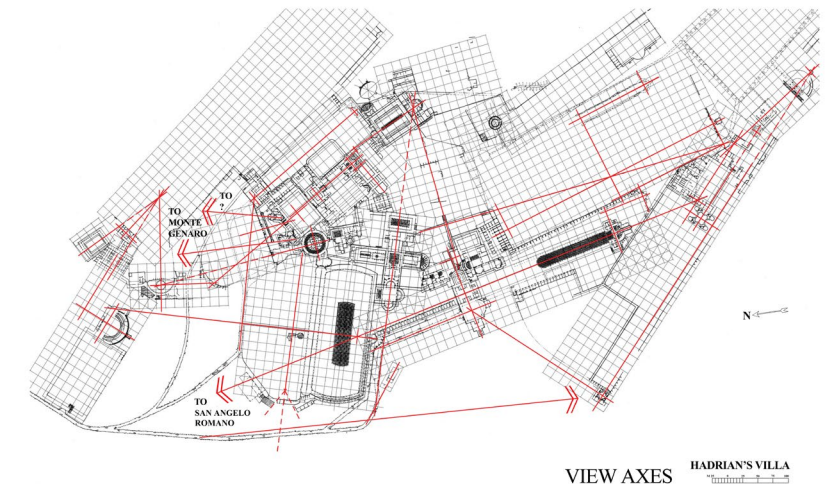 TO
?
TO
MONTE
GENARO
N
TO
SAN ANGELO
ROMANO
VIEW AXES
HADRIAN'S VILLA